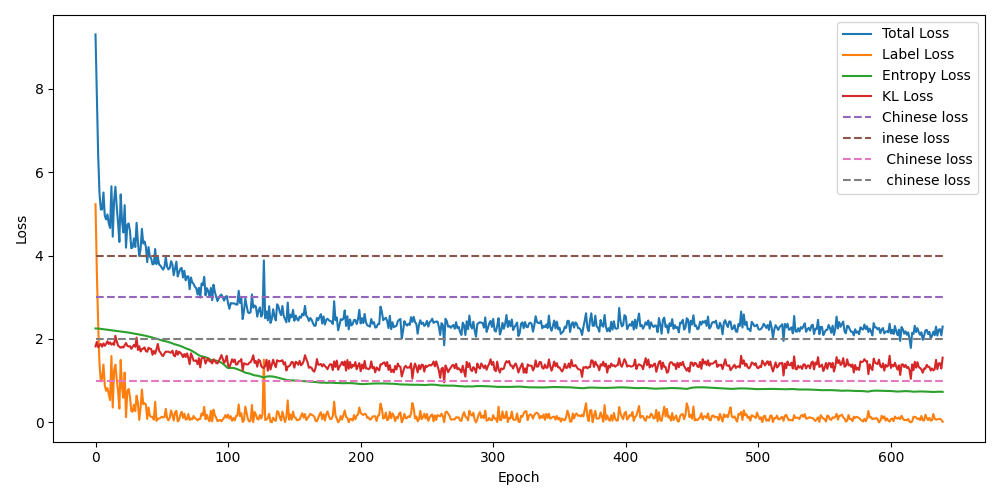 Total Loss
Label Loss
Entropy Loss
KL Loss
Chinese loss
inese loss
Chinese loss
chinese loss
Loss
8
6
4
2
0
0 100 200 300 400 500 600
Epoch